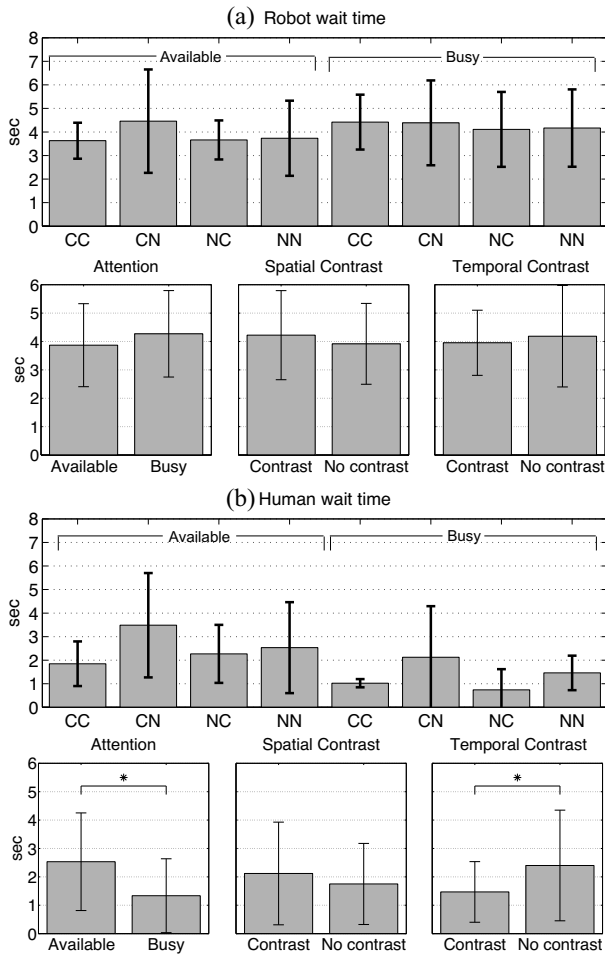 (a) Robot wait time
8
7
6
5
4
3
2
1
0
sec
Available
Busy
CC CN NC NN CC CN NC NN
Attention
Spatial Contrast
Temporal Contrast
6
5
4
3
2
1
0
sec
Available Busy
Contrast No contrast
Contrast No contrast
(b) Human wait time
8
7
6
5
4
3
2
1
0
sec
Available
Busy
CC CN NC NN CC CN NC NN
Attention
Spatial Contrast
Temporal Contrast
6
5
4
3
2
1
0
sec
*
*
Available Busy
Contrast No contrast
Contrast No contrast